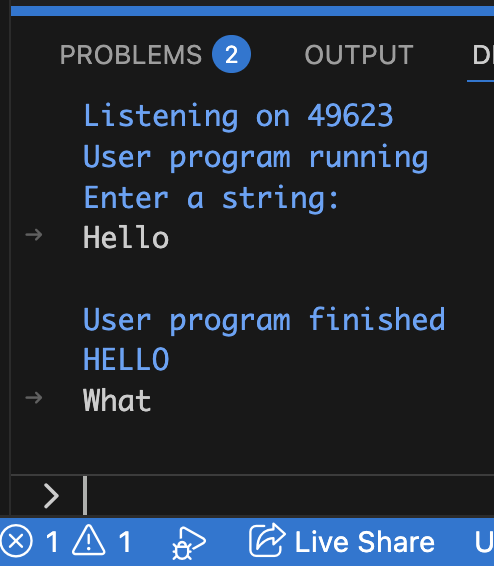 PROBLEMS 2 OUTPUT
Listening on 49623
User program running
Enter a string:
→ Hello
User program finished
HELLO
→ What
>
1 1 Live Share